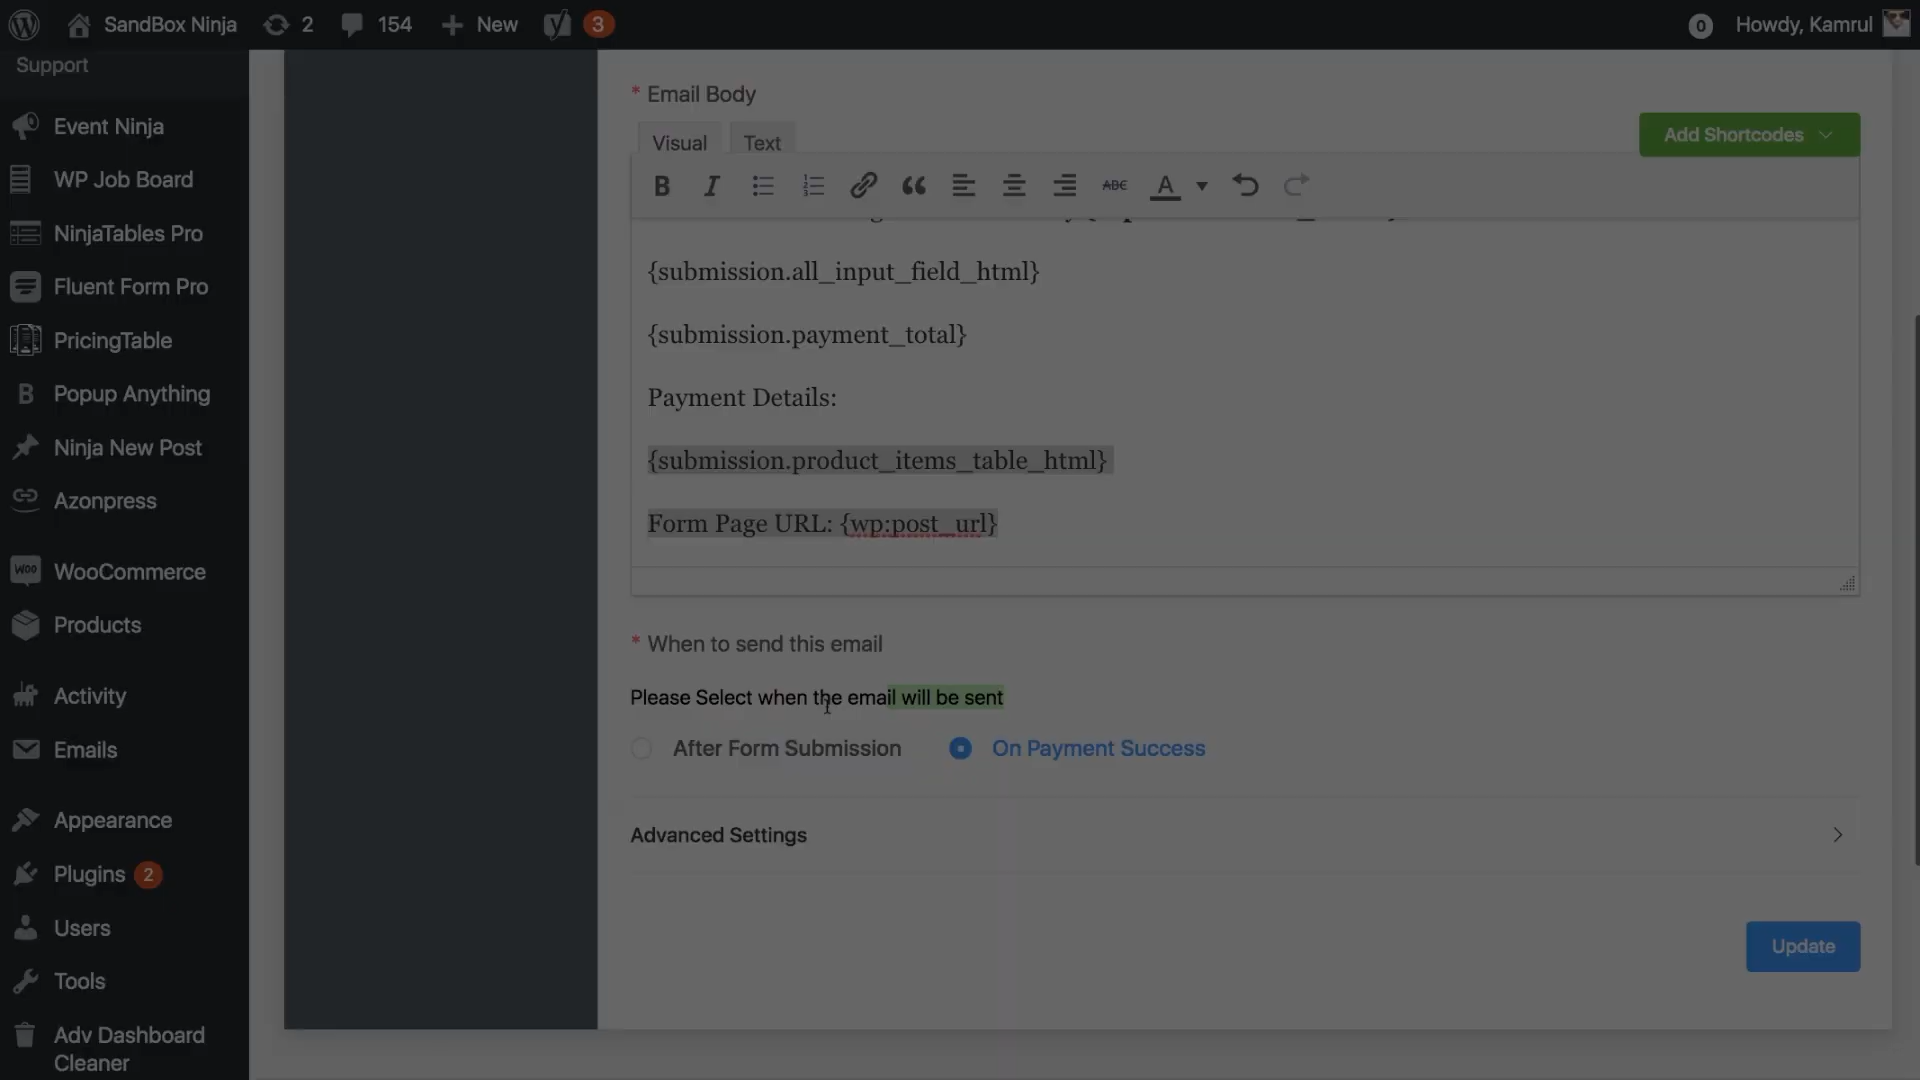 SandBox Ninja 2 154 New 3 0 Howdy, Kamrul
Support
Event Ninja
WP Job Board
NinjaTables Pro
Fluent Form Pro
PricingTable
Popup Anything
Ninja New Post
Azonpress
WooCommerce
Products
Activity
Emails
Appearance
Plugins 2
Users
Tools
Adv Dashboard
Cleaner
* Email Body
Visual Text
Add Shortcodes
B I ABC A
{submission.all_input_field_html}
{submission.payment_total}
Payment Details:
{submission.product_items_table_html}
Form Page URL: {wp:post_url}
* When to send this email
Please Select when the email will be sent
After Form Submission On Payment Success
Advanced Settings
Update